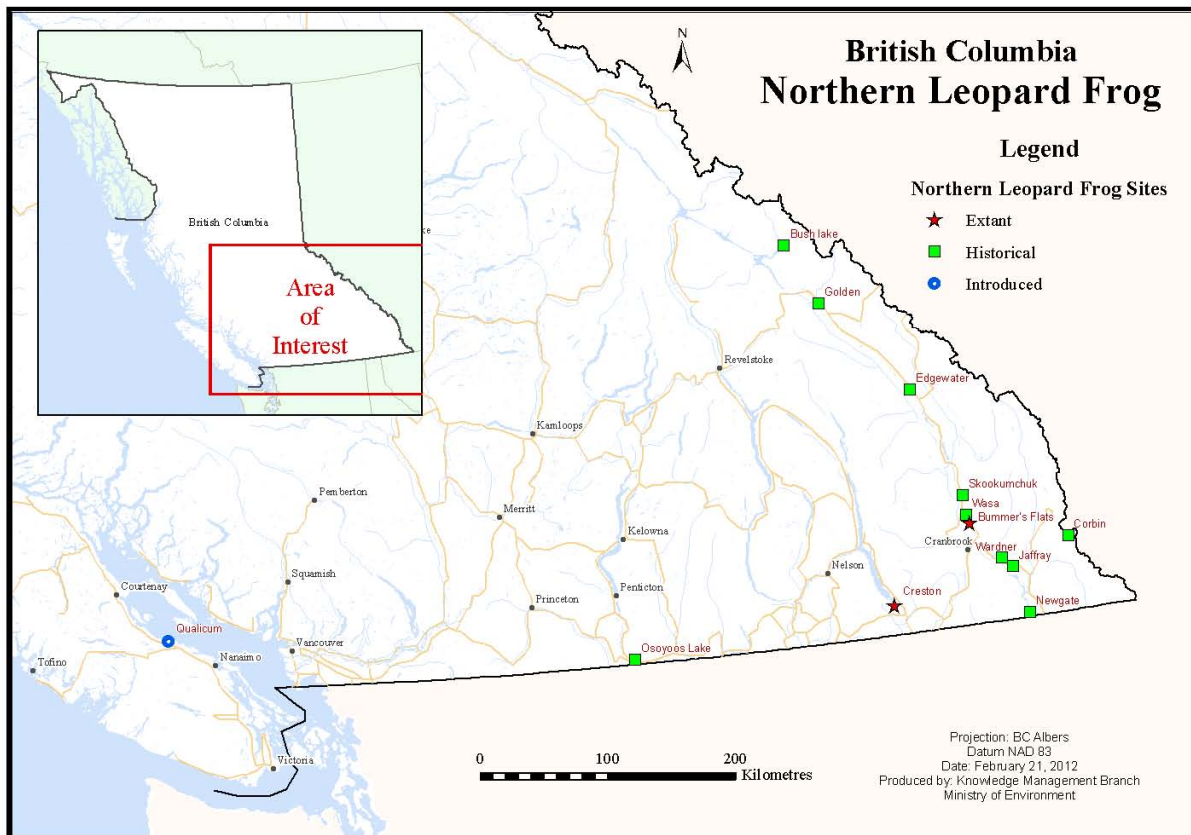 British Columbia
Northern Leopard Frog
N
Legend
Northern Leopard Frog Sites
Extant
Historical
Introduced
British Columbia
Area
of
Interest
ke
Bush lake
Golden
Revelstoke
Edgewater
Kamloops
Skookumchuk
Pemberton
Wasa
Merritt
Bummer's Flats
Corbin
Kelowna
Cranbrook
Wardner
Jaffray
Nelson
Squamish
Courtenay
Penticton
Creston
Princeton
Newgate
Qualicum
Vancouver
Osoyoos Lake
Tofino
Nanaimo
Victoria
0 100 200
Kilometres
Projection: BC Albers
Datum NAD 83
Date: February 21, 2012
Produced by: Knowledge Management Branch
Ministry of Environment